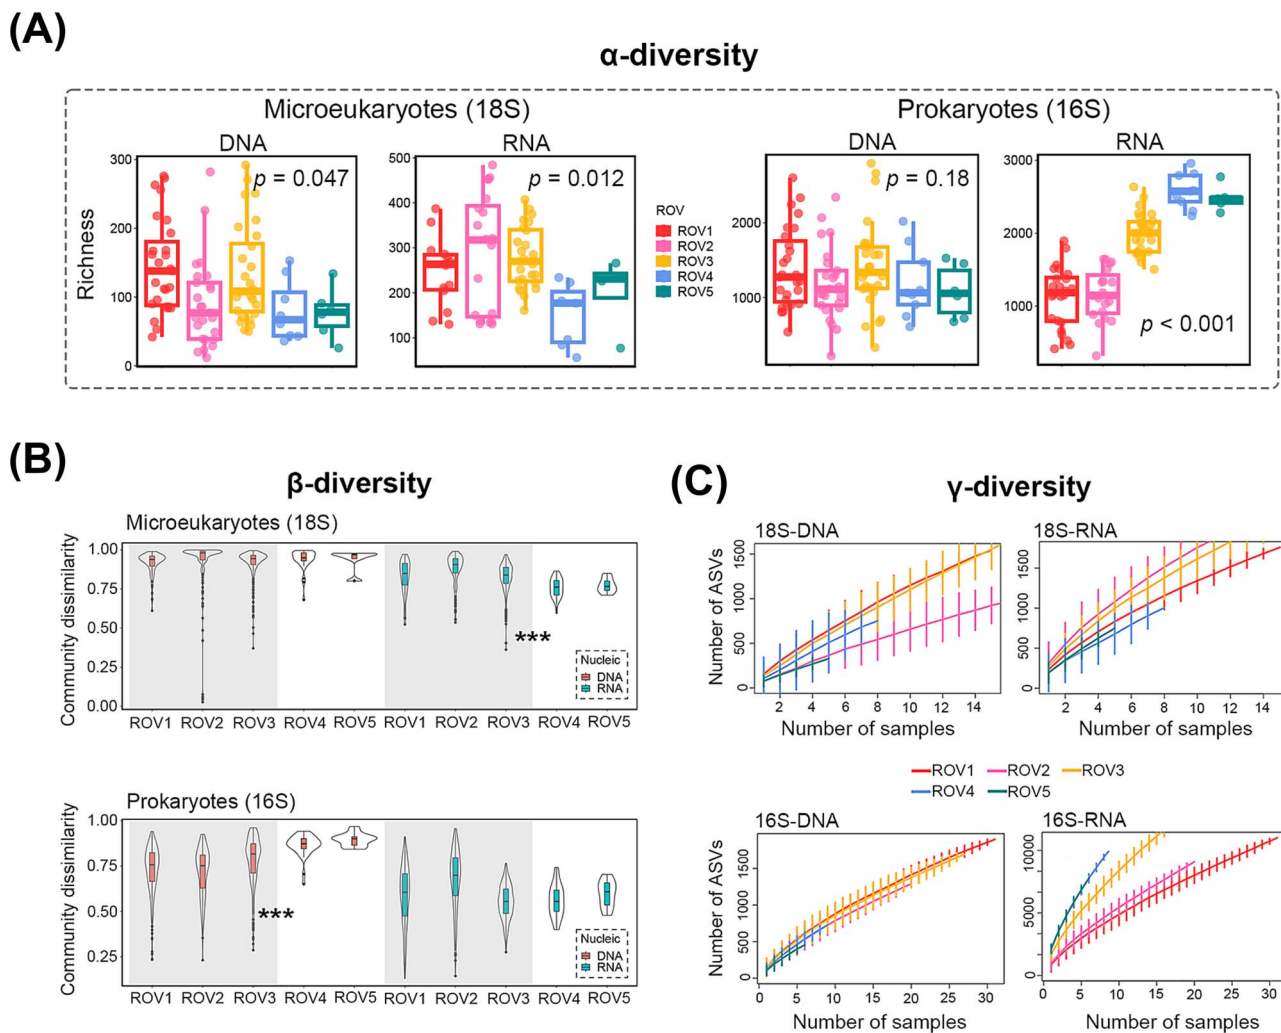 (A)
α-diversity
Microeukaryotes (18S)
Prokaryotes (16S)
DNA
RNA
DNA
RNA
Richness
300
200
100
0
p = 0.047
500
400
300
200
100
p = 0.012
ROV
ROV1
ROV2
ROV3
ROV4
ROV5
2000
1000
p = 0.18
3000
2000
1000
p < 0.001
(B)
β-diversity
Microeukaryotes (18S)
Community dissimilarity
1.00
0.75
0.50
0.25
0.00
***
Nucleic
DNA
RNA
ROV1 ROV2 ROV3 ROV4 ROV5 ROV1 ROV2 ROV3 ROV4 ROV5
Prokaryotes (16S)
Community dissimilarity
1.00
0.75
0.50
0.25
***
Nucleic
DNA
RNA
ROV1 ROV2 ROV3 ROV4 ROV5 ROV1 ROV2 ROV3 ROV4 ROV5
(C)
γ-diversity
18S-DNA
18S-RNA
Number of ASVs
1500
1000
500
0
2 4 6 8 10 12 14
Number of samples
1500
1000
500
0
2 4 6 8 10 12 14
Number of samples
ROV1 ROV2 ROV3
ROV4 ROV5
16S-DNA
16S-RNA
Number of ASVs
1500
1000
500
0
0 5 10 15 20 25 30
Number of samples
10000
5000
0
0 5 10 15 20 25 30
Number of samples